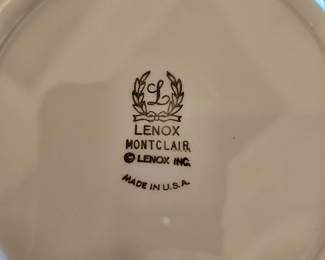 L
LENOX
MONTCLAIR
© LENOX INC.
MADE IN U.S.A.